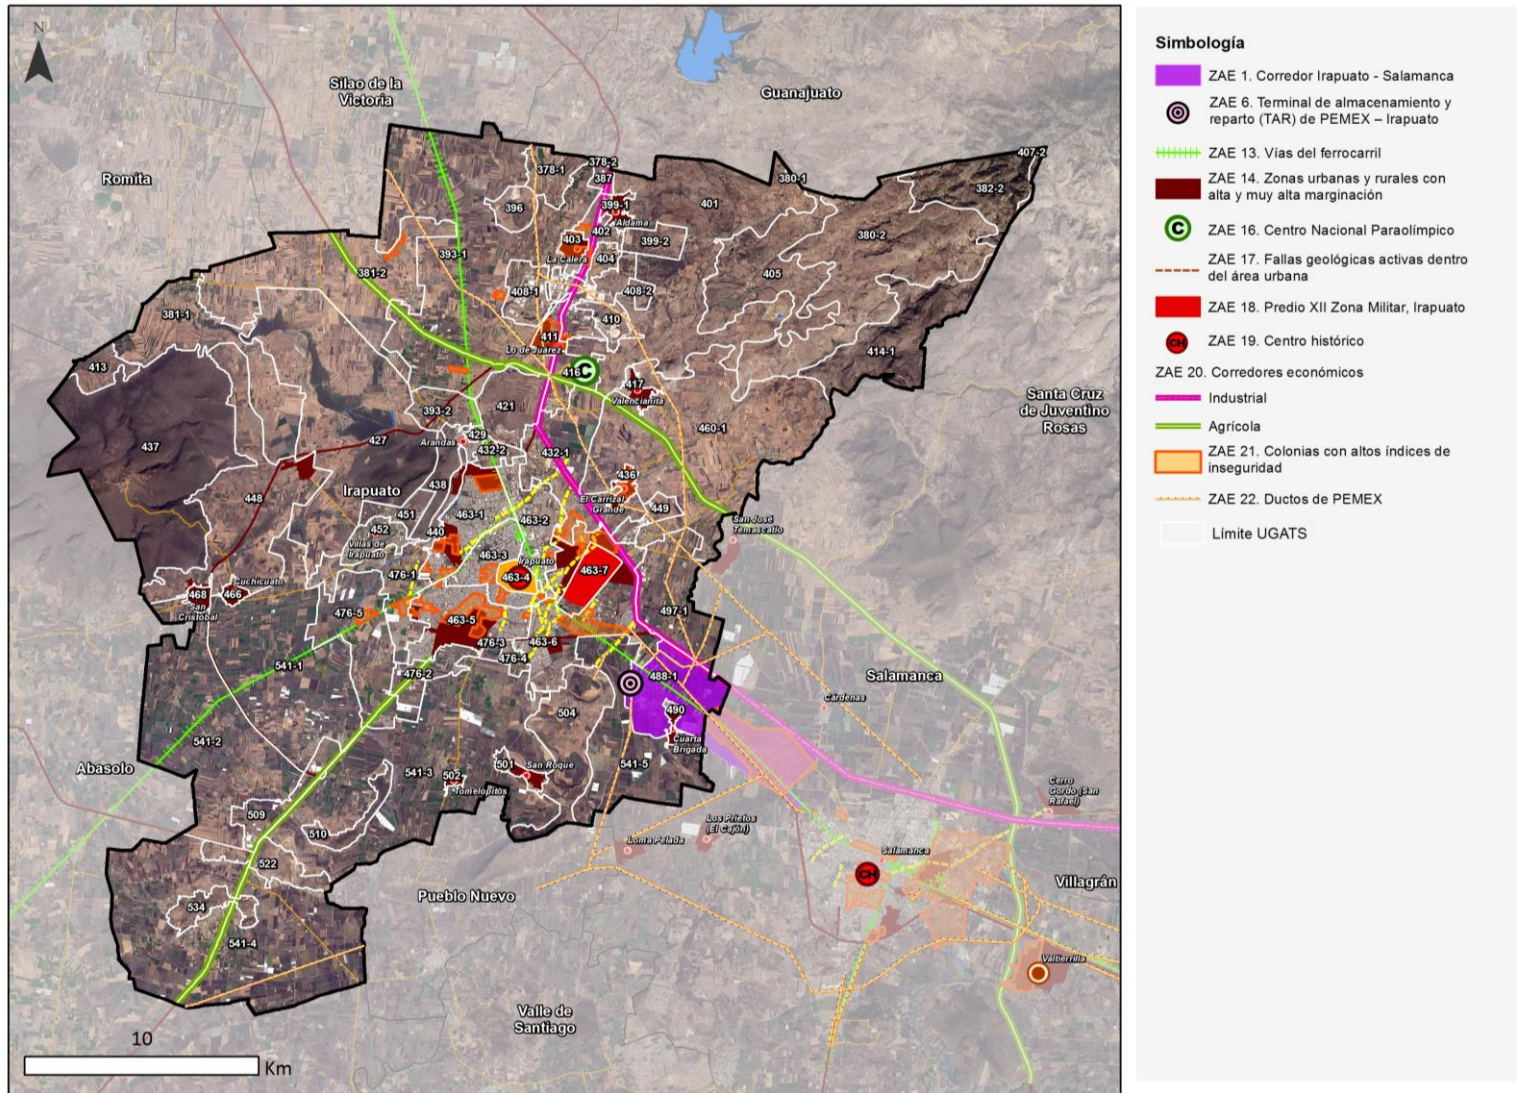 N
Silao de la
Victoria
Guanajuato
Romita
378-2
378-1
387
380-1
407-2
382-2
396
399-1
401
Aldama
402
403
399-2
380-2
La Calera
404
393-1
381-2
405
408-1
408-2
381-1
410
411
414-1
Lo de Juárez
413
416
C
417
Valencianita
Santa Cruz
de Juventino
Rosas
393-2
421
460-1
427
429
Arandas
437
432-2
432-1
436
438
El Carrizal
Grande
448
Irapuato
449
451
463-1
463-2
452
440
San José
Temascatío
Villas de
Irapuato
463-3
Irapuato
463-4
463-7
476-1
Cuchicuato
468
466
San
Cristobal
476-5
463-5
497-1
476-3
463-6
476-4
541-1
476-2
488-1
Salamanca
504
490
Cárdenas
Cuarta
Brigada
541-2
Abasolo
541-3
502
501
San Roque
541-5
Tomelopitos
Cerro
Gordo (San
Rafael)
509
510
Los Prietos
(El Cajón)
Loma Pelada
Salamanca
522
CH
Villagrán
Pueblo Nuevo
534
541-4
Valtierrilla
Valle de
Santiago
10
Km
Simbología
ZAE 1. Corredor Irapuato - Salamanca
ZAE 6. Terminal de almacenamiento y
reparto (TAR) de PEMEX – Irapuato
ZAE 13. Vías del ferrocarril
ZAE 14. Zonas urbanas y rurales con
alta y muy alta marginación
C ZAE 16. Centro Nacional Paraolímpico
ZAE 17. Fallas geológicas activas dentro
del área urbana
ZAE 18. Predio XII Zona Militar, Irapuato
CH ZAE 19. Centro histórico
ZAE 20. Corredores económicos
Industrial
Agrícola
ZAE 21. Colonias con altos índices de
inseguridad
ZAE 22. Ductos de PEMEX
Límite UGATS